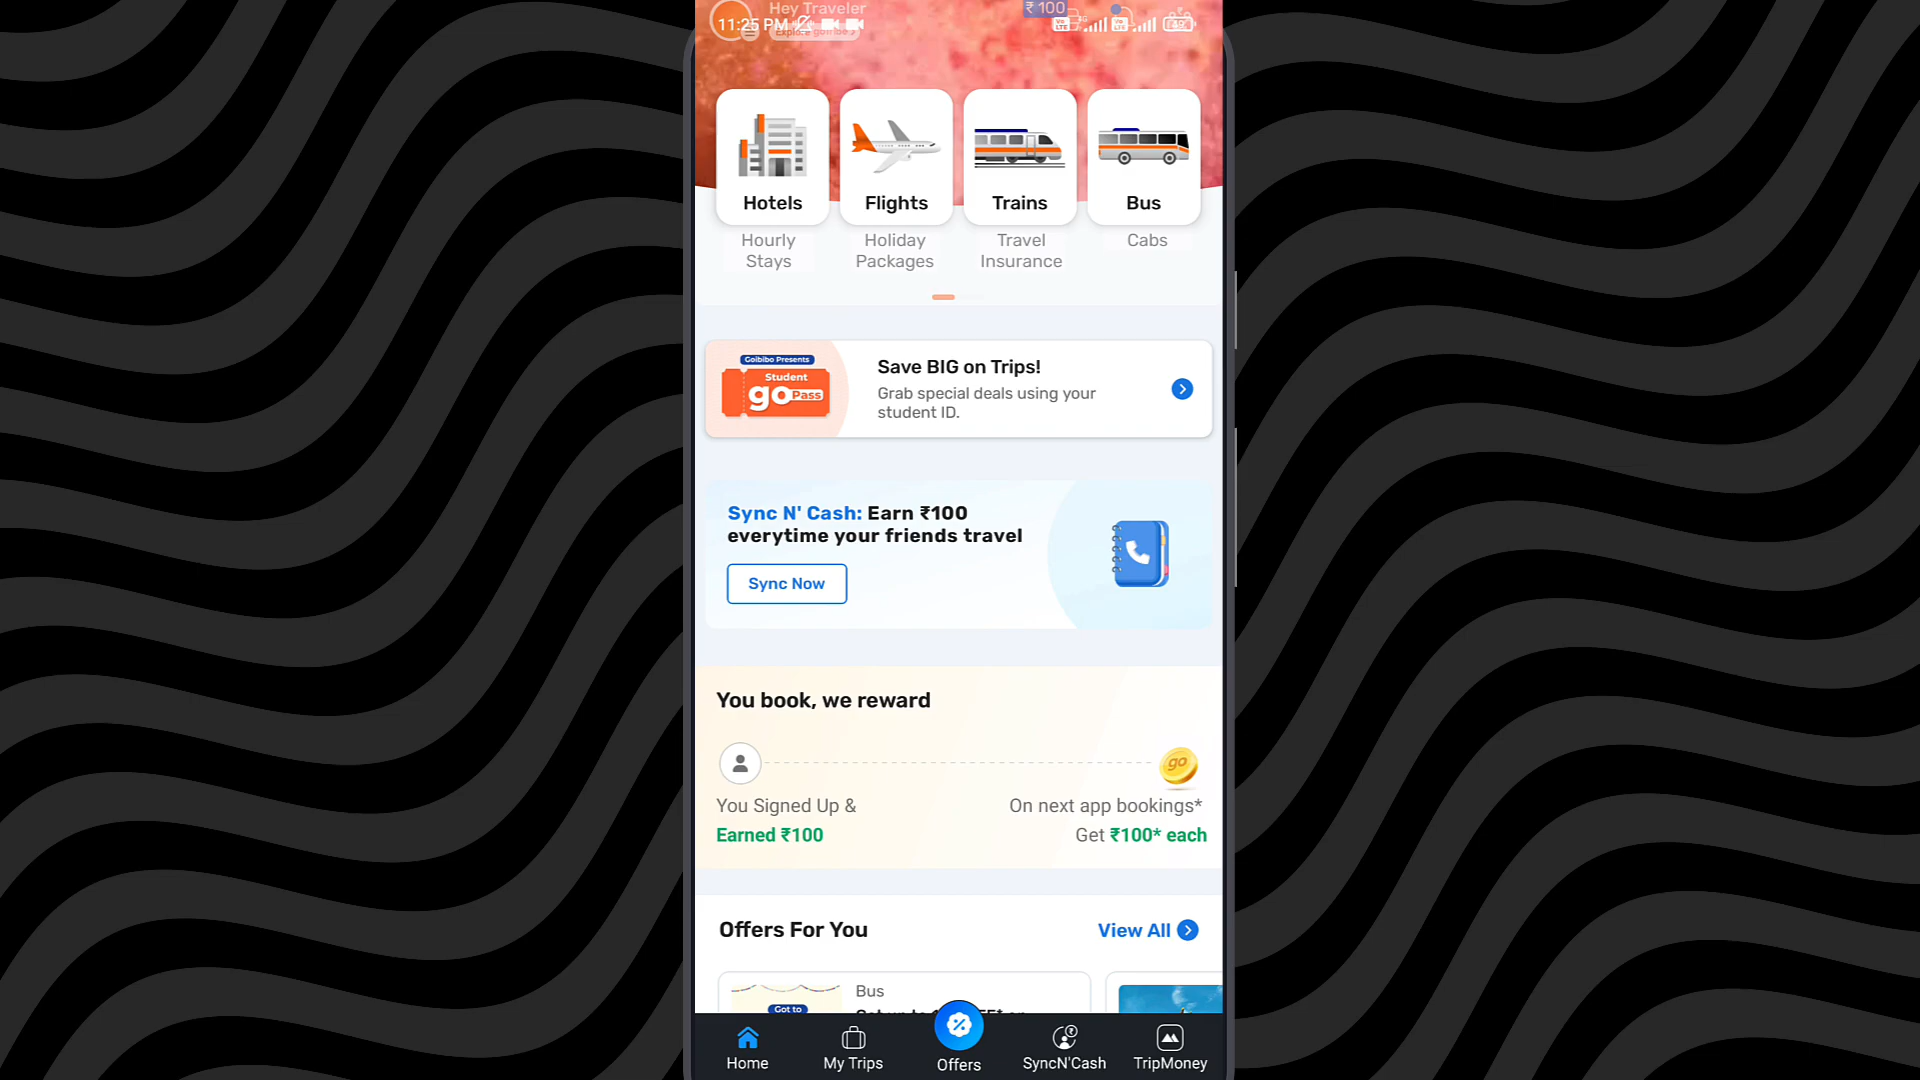 Hey Traveler
₹ 100
11:25 PM
Hotels
Flights
Trains
Bus
Hourly
Stays
Holiday
Packages
Travel
Insurance
Cabs
Goibibo Presents
Student
go Pass
Save BIG on Trips!
Grab special deals using your
student ID.
Sync N' Cash: Earn ₹100
everytime your friends travel
Sync Now
You book, we reward
go
You Signed Up &
Earned ₹100
On next app bookings*
Get ₹100* each
Offers For You
View All
Bus
Got to
Home
My Trips
Offers
SyncN'Cash
TripMoney